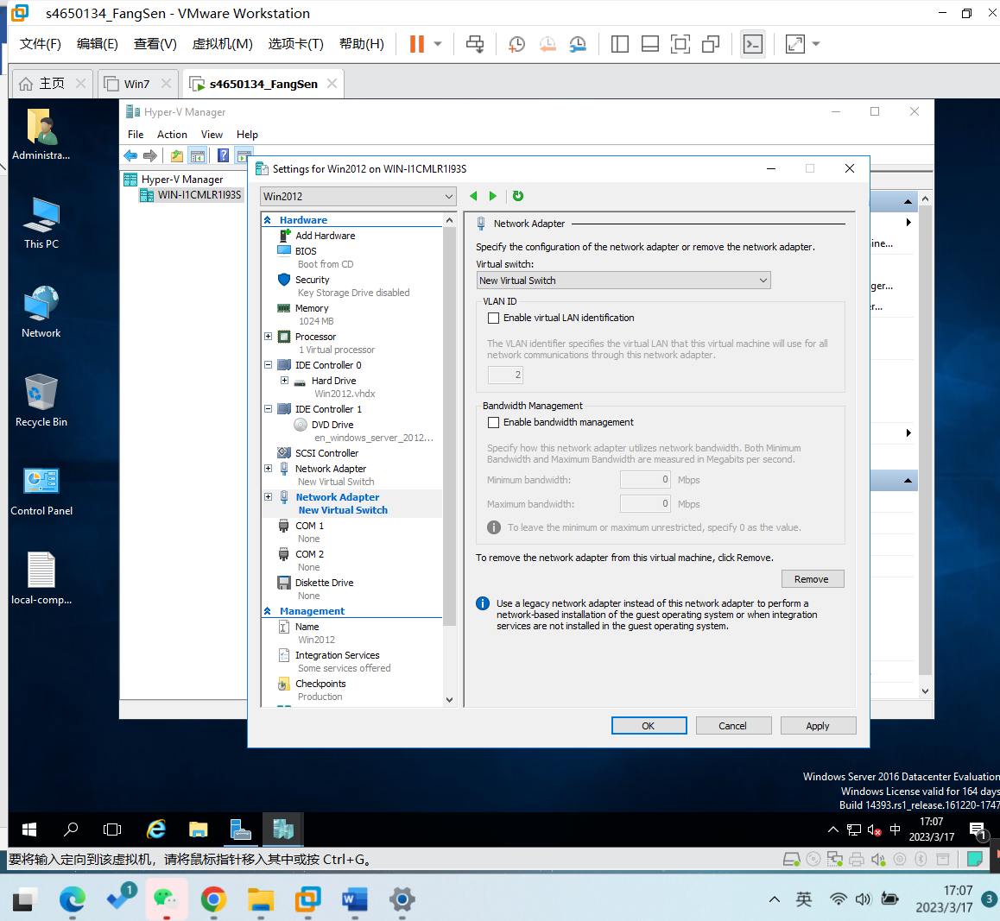 s4650134_FangSen - VMware Workstation
文件(F) 编辑(E) 查看(V) 虚拟机(M) 选项卡(T) 帮助(H)
主页 Win7 s4650134_FangSen
Hyper-V Manager
File Action View Help
Administra...
This PC
Network
Recycle Bin
Control Panel
local-comp...
Hyper-V Manager
WIN-I1CMLR1I93S
Settings for Win2012 on WIN-I1CMLR1I93S
Win2012
Hardware
Add Hardware
BIOS
Boot from CD
Security
Key Storage Drive disabled
Memory
1024 MB
Processor
1 Virtual processor
IDE Controller 0
Hard Drive
Win2012.vhdx
IDE Controller 1
DVD Drive
en_windows_server_2012...
SCSI Controller
Network Adapter
New Virtual Switch
Network Adapter
New Virtual Switch
COM 1
None
COM 2
None
Diskette Drive
None
Management
Name
Win2012
Integration Services
Some services offered
Checkpoints
Production
Network Adapter
Specify the configuration of the network adapter or remove the network adapter.
Virtual switch:
New Virtual Switch
VLAN ID
Enable virtual LAN identification
The VLAN identifier specifies the virtual LAN that this virtual machine will use for all
network communications through this network adapter.
2
Bandwidth Management
Enable bandwidth management
Specify how this network adapter utilizes network bandwidth. Both Minimum
Bandwidth and Maximum Bandwidth are measured in Megabits per second.
Minimum bandwidth: 0 Mbps
Maximum bandwidth: 0 Mbps
To leave the minimum or maximum unrestricted, specify 0 as the value.
To remove the network adapter from this virtual machine, click Remove.
Remove
Use a legacy network adapter instead of this network adapter to perform a
network-based installation of the guest operating system or when integration
services are not installed in the guest operating system.
OK Cancel Apply
ine...
ger...
r...
Windows Server 2016 Datacenter Evaluation
Windows License valid for 164 days
Build 14393.rs1_release.161220-1747
中
17:07
2023/3/17
1
要将输入定向到该虚拟机，请将鼠标指针移入其中或按 Ctrl+G。
1
英
17:07
2023/3/17
3